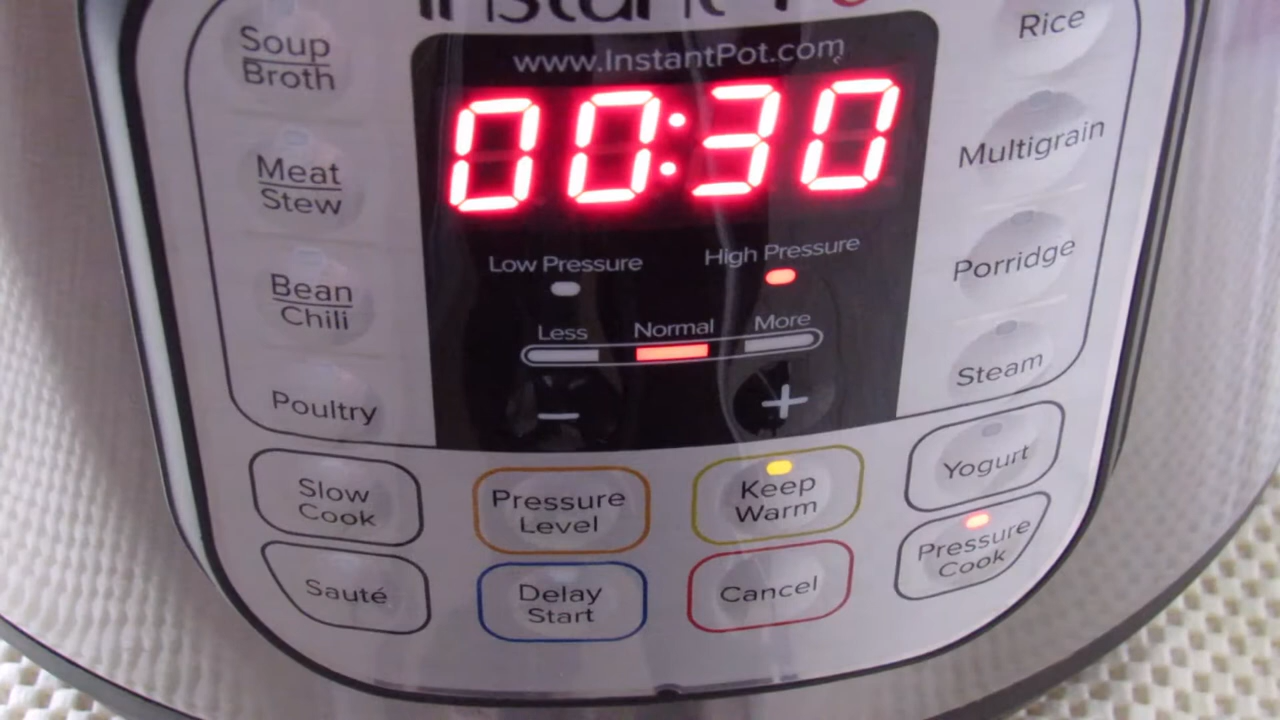 Instant P
www.InstantPot.com
00:30
Low Pressure
High Pressure
Less
Normal
More
−
+
Soup
Broth
Meat
Stew
Bean
Chili
Poultry
Rice
Multigrain
Porridge
Steam
Slow
Cook
Sauté
Pressure
Level
Delay
Start
Keep
Warm
Cancel
Yogurt
Pressure
Cook